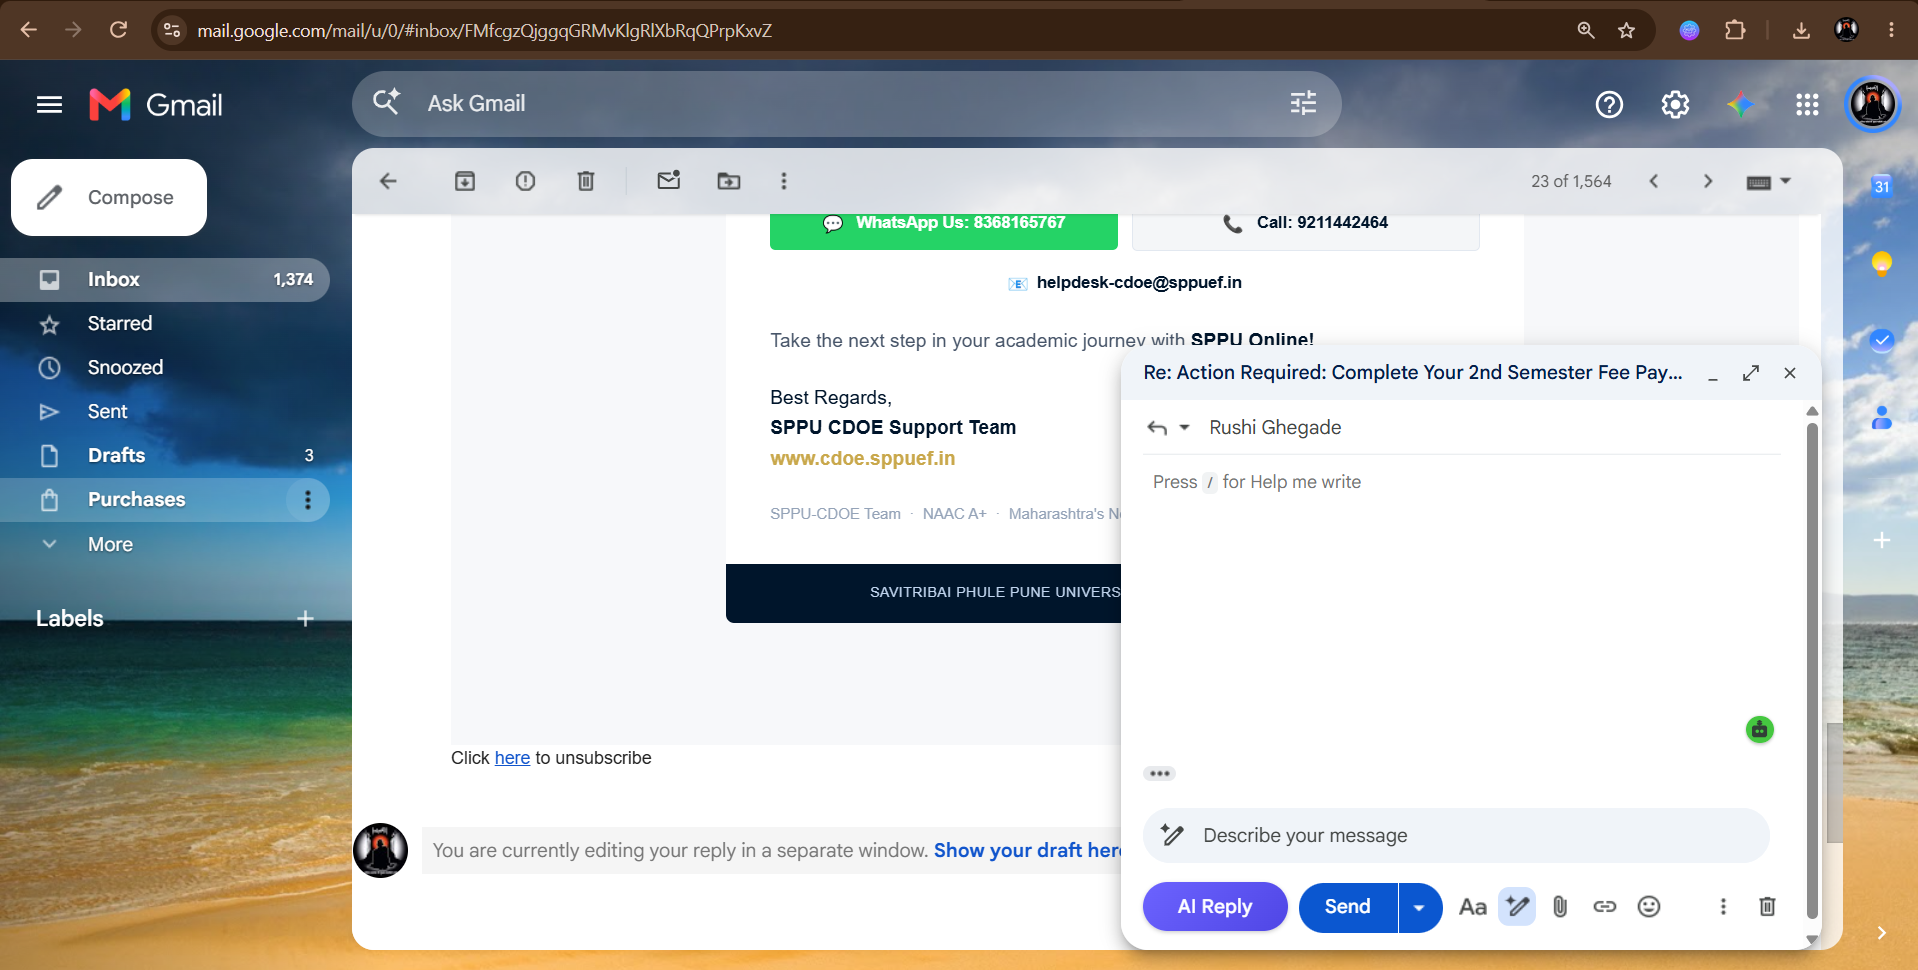 mail.google.com/mail/u/0/#inbox/FMfcgzQjggqGRMvKlgRlXbRqQPrpKxvZ
Gmail
Ask Gmail
Compose
23 of 1,564
31
Inbox 1,374
Starred
Snoozed
Sent
Drafts 3
Purchases
More
Labels
WhatsApp Us: 8368165767
Call: 9211442464
helpdesk-cdoe@sppuef.in
Take the next step in your academic journey with SPPU Online!
Best Regards,
SPPU CDOE Support Team
www.cdoe.sppuef.in
SPPU-CDOE Team · NAAC A+ · Maharashtra's
SAVITRIBAI PHULE PUNE UNIVERS
Click here to unsubscribe
You are currently editing your reply in a separate window. Show your draft here
Re: Action Required: Complete Your 2nd Semester Fee Pay...
Rushi Ghegade
Press / for Help me write
Describe your message
AI Reply
Send
Aa